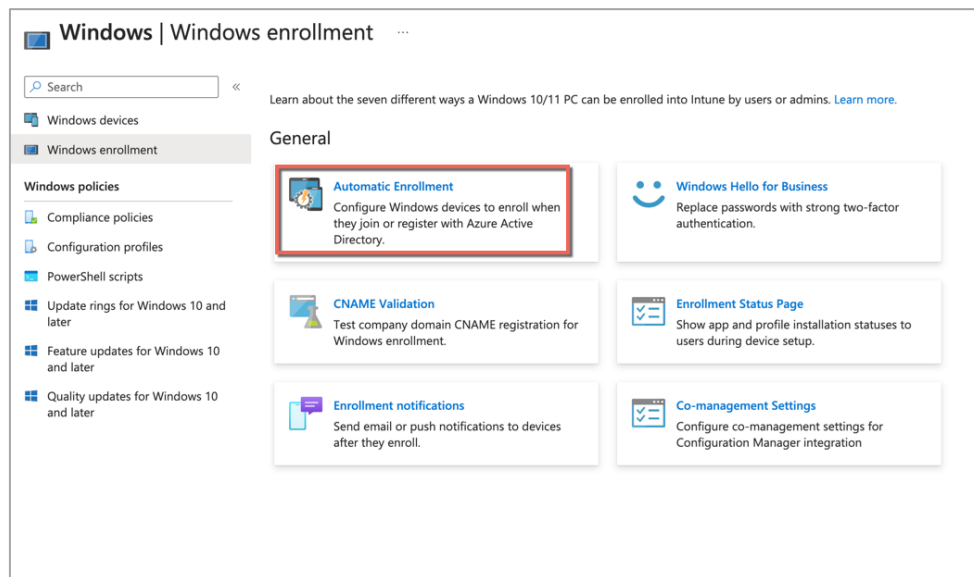 Windows | Windows enrollment ...
Search «
Windows devices
Windows enrollment
Windows policies
Compliance policies
Configuration profiles
PowerShell scripts
Update rings for Windows 10 and
later
Feature updates for Windows 10
and later
Quality updates for Windows 10
and later
Learn about the seven different ways a Windows 10/11 PC can be enrolled into Intune by users or admins. Learn more.
General
Automatic Enrollment
Configure Windows devices to enroll when
they join or register with Azure Active
Directory.
Windows Hello for Business
Replace passwords with strong two-factor
authentication.
CNAME Validation
Test company domain CNAME registration for
Windows enrollment.
Enrollment Status Page
Show app and profile installation statuses to
users during device setup.
Enrollment notifications
Send email or push notifications to devices
after they enroll.
Co-management Settings
Configure co-management settings for
Configuration Manager integration